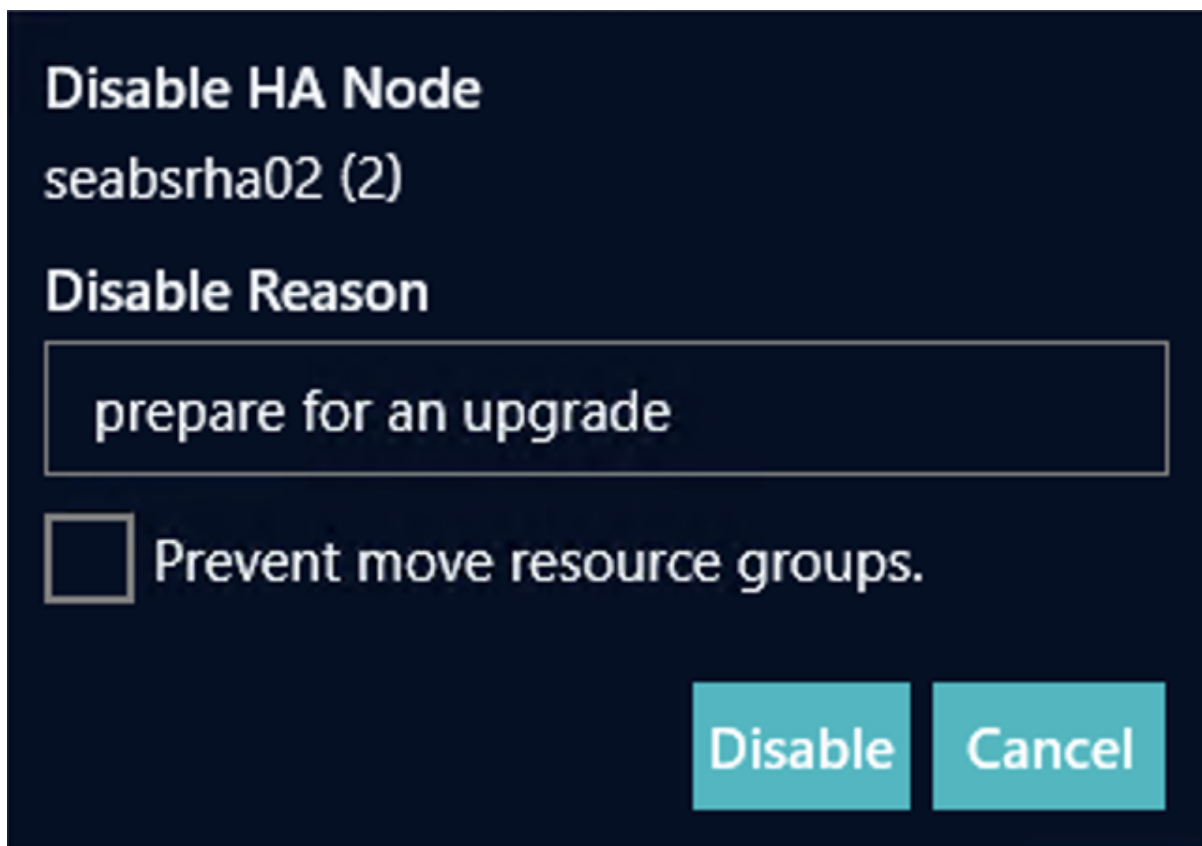 Disable HA Node
seabsrha02 (2)
Disable Reason
prepare for an upgrade
Prevent move resource groups.
Disable Cancel